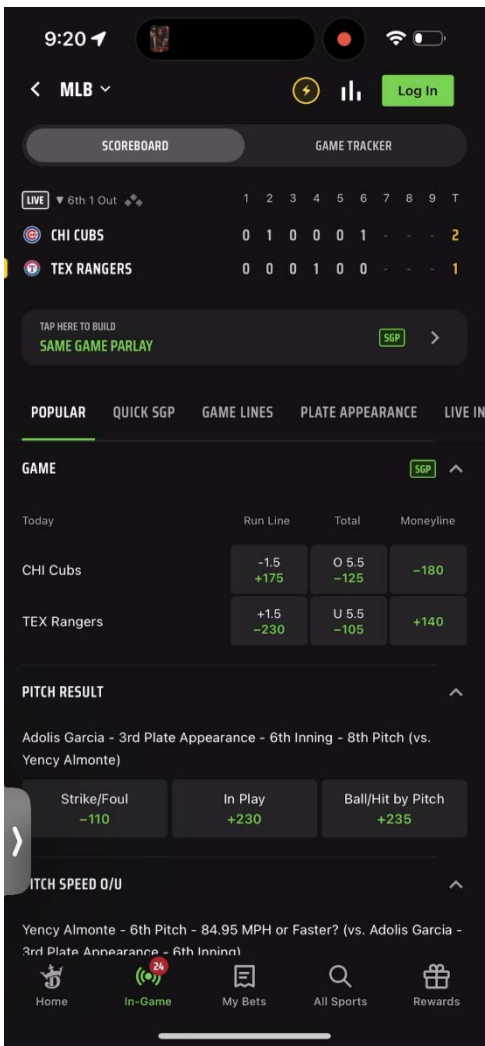 9:20
MLB
Log In
SCOREBOARD GAME TRACKER
LIVE ▼ 6th 1 Out 1 2 3 4 5 6 7 8 9 T
CHI CUBS 0 1 0 0 0 1 - - - 2
TEX RANGERS 0 0 0 1 0 0 - - - 1
TAP HERE TO BUILD
SAME GAME PARLAY SGP
POPULAR QUICK SGP GAME LINES PLATE APPEARANCE LIVE IN
GAME SGP
Today Run Line Total Moneyline
CHI Cubs -1.5 O 5.5 −180
+175 −125
TEX Rangers +1.5 U 5.5 +140
−230 −105
PITCH RESULT
Adolis Garcia - 3rd Plate Appearance - 6th Inning - 8th Pitch (vs.
Yency Almonte)
Strike/Foul In Play Ball/Hit by Pitch
−110 +230 +235
PITCH SPEED O/U
Yency Almonte - 6th Pitch - 84.95 MPH or Faster? (vs. Adolis Garcia -
3rd Plate Appearance - 6th Inning)
24
Home In-Game My Bets All Sports Rewards